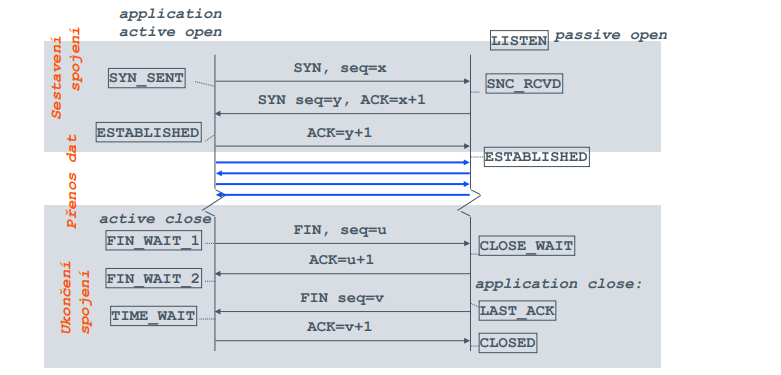 application
active open
LISTEN
passive open
Sestavení
spojení
SYN_SENT
SYN, seq=x
SNC_RCVD
SYN seq=y, ACK=x+1
ESTABLISHED
ACK=y+1
ESTABLISHED
Přenos dat
active close
FIN_WAIT_1
FIN, seq=u
CLOSE_WAIT
ACK=u+1
FIN_WAIT_2
application close:
Ukončení
spojení
FIN seq=v
TIME_WAIT
LAST_ACK
ACK=v+1
CLOSED